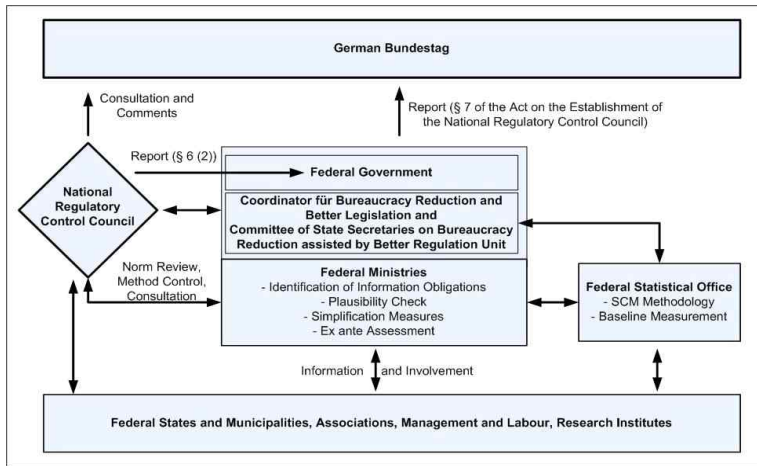 German Bundestag
Consultation and
Comments
Report (§ 7 of the Act on the Establishment of
the National Regulatory Control Council)
Report (§ 6 (2))
National
Regulatory
Control Council
Federal Government
Coordinator für Bureaucracy Reduction and
Better Legislation and
Committee of State Secretaries on Bureaucracy
Reduction assisted by Better Regulation Unit
Norm Review,
Method Control,
Consultation
Federal Ministries
- Identification of Information Obligations
- Plausibility Check
- Simplification Measures
- Ex ante Assessment
Federal Statistical Office
- SCM Methodology
- Baseline Measurement
Information and Involvement
Federal States and Municipalities, Associations, Management and Labour, Research Institutes